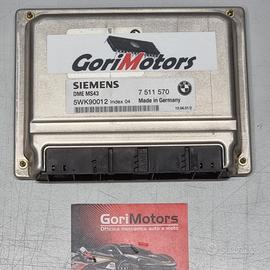 GoriMotors
SIEMENS
DME MS43
7 511 570
5WK90012 Index 04
Made in Germany
GoriMotors
Officina meccanica auto e moto